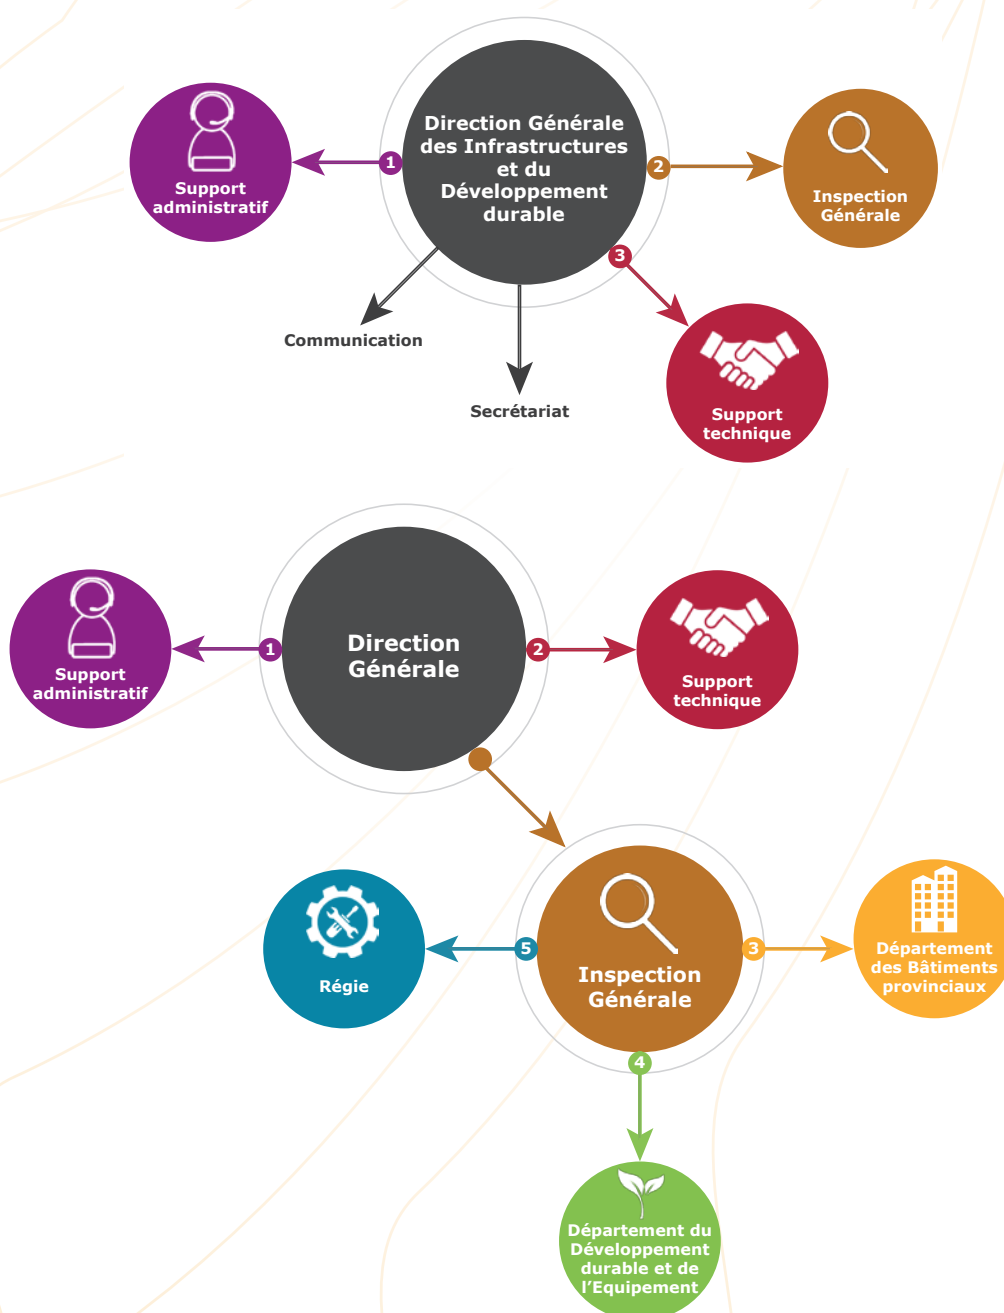 Direction Générale
des Infrastructures
et du
Développement
durable
1
2
Support
administratif
Inspection
Générale
3
Communication
Secrétariat
Support
technique
Direction
Générale
1
2
Support
administratif
Support
technique
5
3
Inspection
Générale
Régie
Département
des Bâtiments
provinciaux
4
Département du
Développement
durable et de
l'Equipement